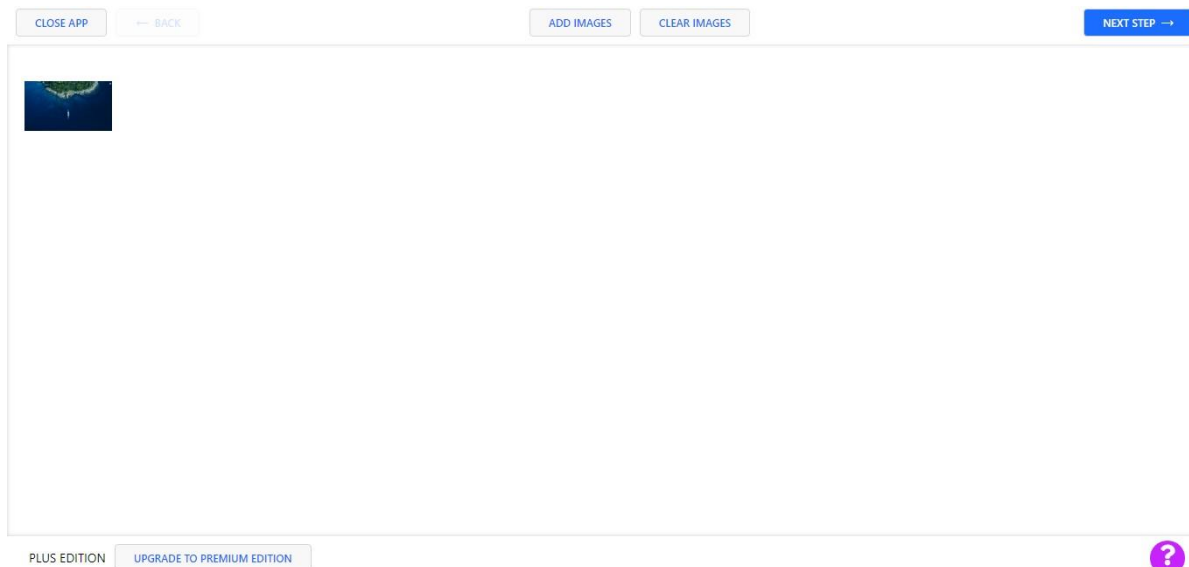 CLOSE APP
← BACK
ADD IMAGES
CLEAR IMAGES
NEXT STEP →
PLUS EDITION
UPGRADE TO PREMIUM EDITION
?